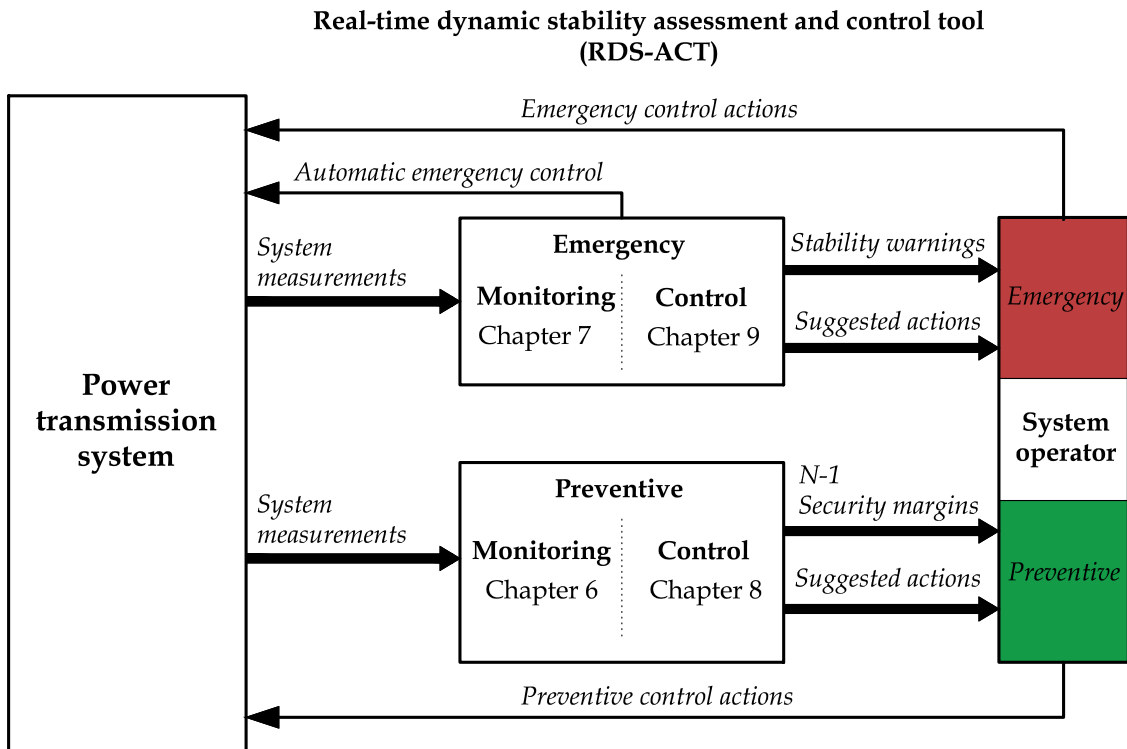 Real-time dynamic stability assessment and control tool
(RDS-ACT)
Emergency control actions
Automatic emergency control
System
measurements
Emergency
Monitoring
Chapter 7
Control
Chapter 9
Stability warnings
Suggested actions
Emergency
Power
transmission
system
System
operator
System
measurements
Preventive
Monitoring
Chapter 6
Control
Chapter 8
N-1
Security margins
Suggested actions
Preventive
Preventive control actions